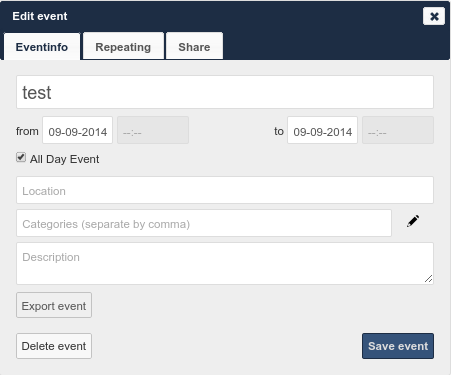 Edit event
Eventinfo Repeating Share
test
from 09-09-2014 --:-- to 09-09-2014 --:--
All Day Event
Location
Categories (separate by comma)
Description
Export event
Delete event Save event